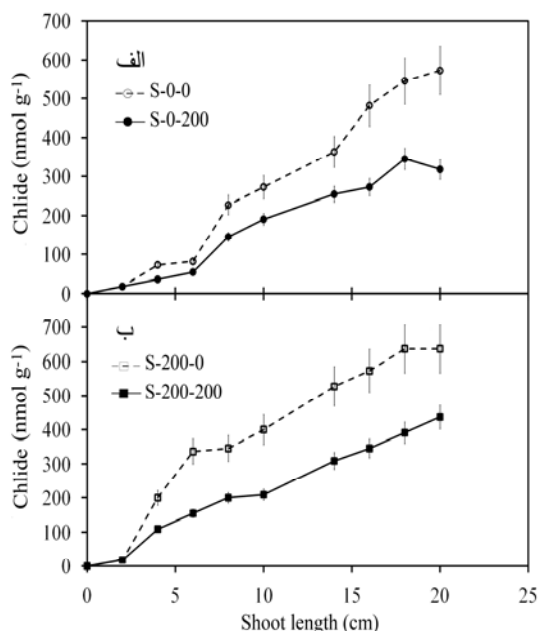 700
600
500
400
300
200
100
0
Chlide (nmol g-1)
الف
S-0-0
S-0-200
700
600
500
400
300
200
100
0
Chlide (nmol g-1)
ب
S-200-0
S-200-200
0 5 10 15 20 25
Shoot length (cm)